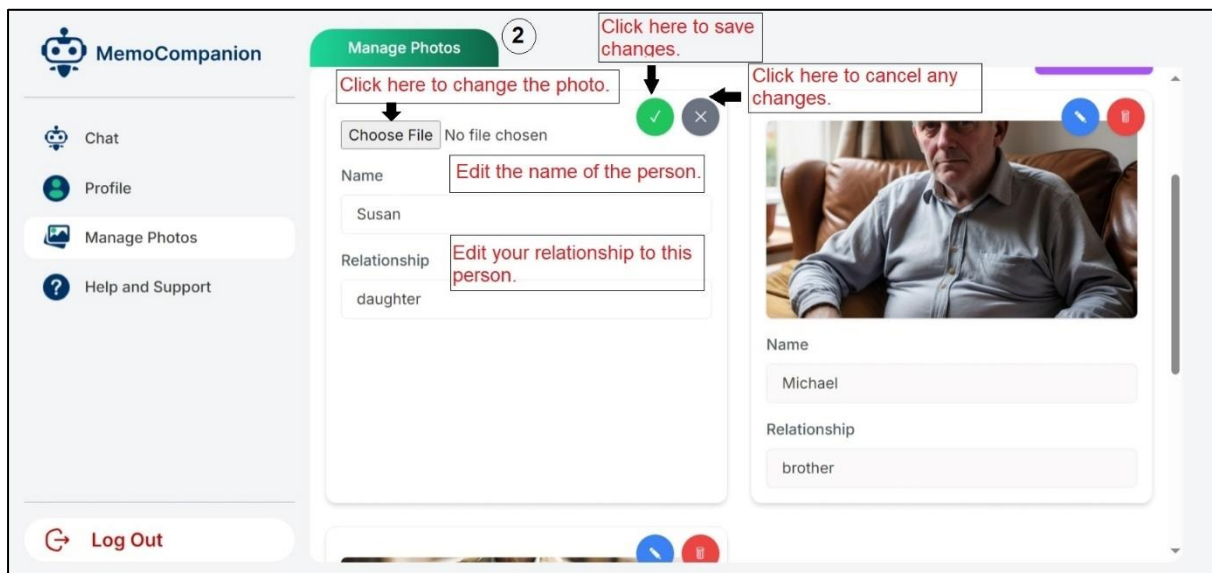 MemoCompanion
Chat
Profile
Manage Photos
Help and Support
Log Out
Manage Photos
2
Click here to save
changes.
Click here to change the photo.
Click here to cancel any
changes.
Choose File No file chosen
Name
Edit the name of the person.
Susan
Relationship
Edit your relationship to this
person.
daughter
Name
Michael
Relationship
brother